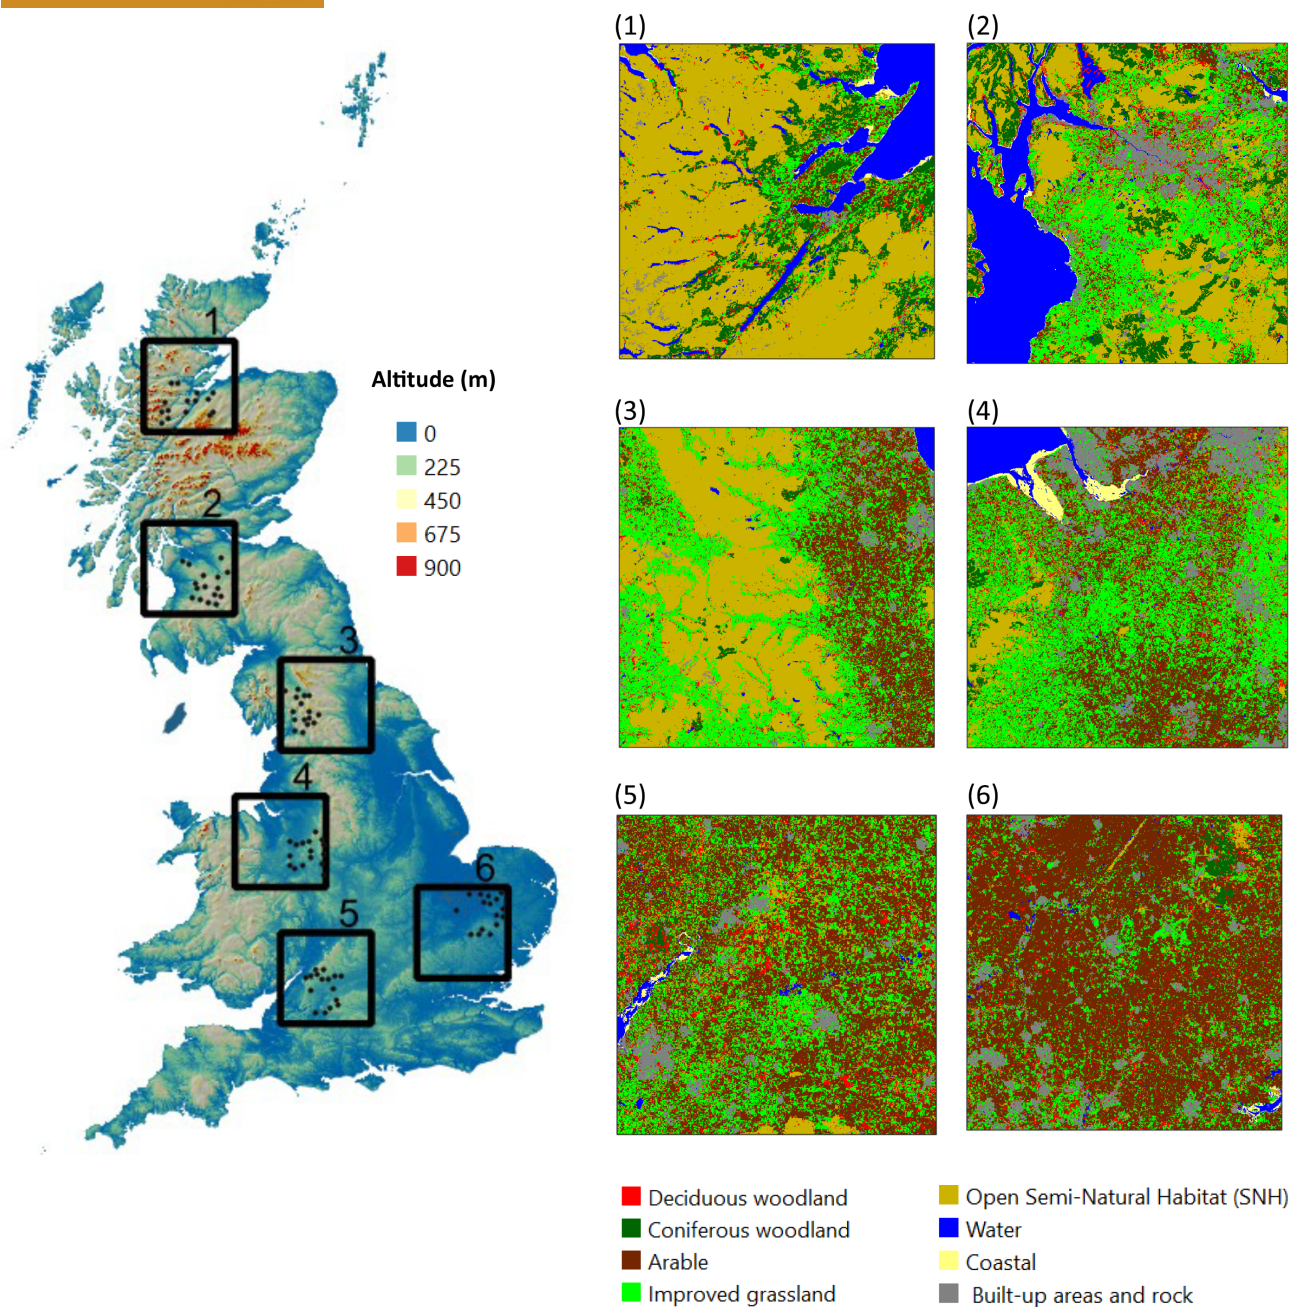 (1)
(2)
1
Altitude (m)
0
225
450
675
900
2
(3)
(4)
3
4
6
5
(5)
(6)
Deciduous woodland
Coniferous woodland
Arable
Improved grassland
Open Semi-Natural Habitat (SNH)
Water
Coastal
Built-up areas and rock